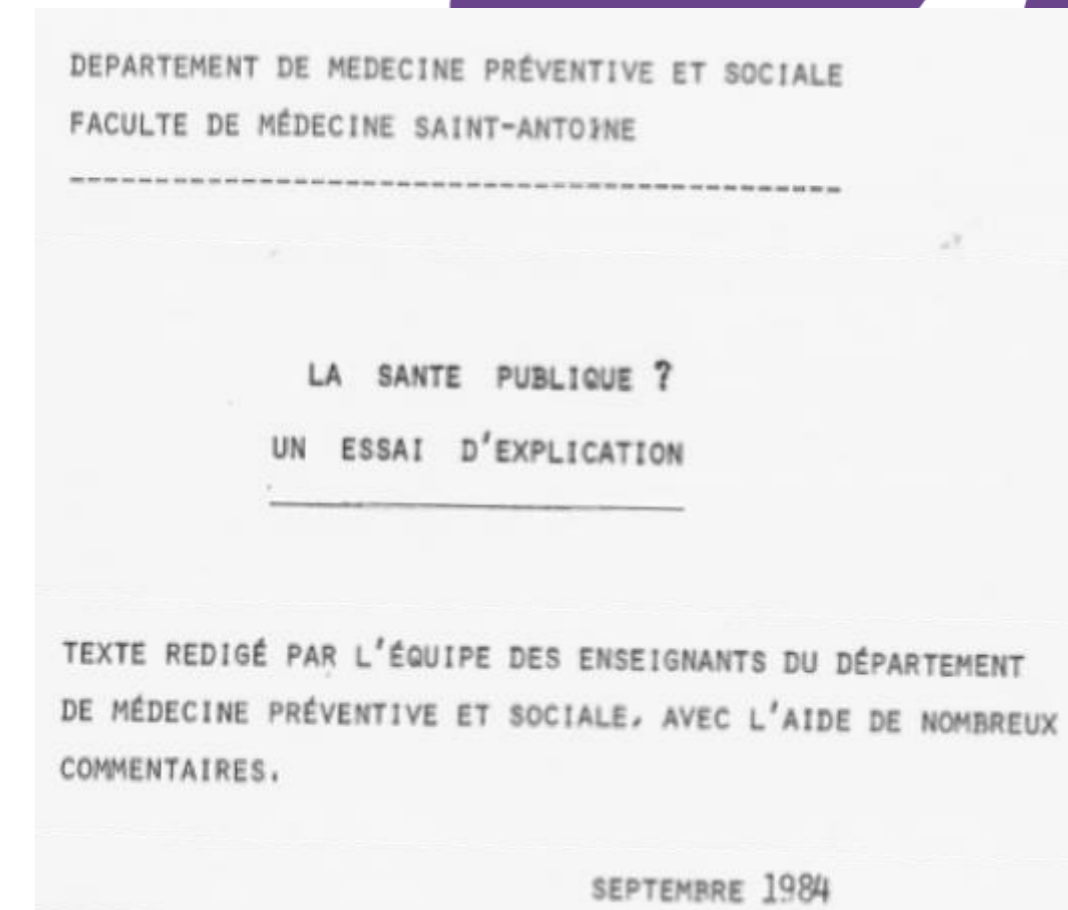 DEPARTEMENT DE MEDECINE PRÉVENTIVE ET SOCIALE
FACULTE DE MÉDECINE SAINT-ANTOINE
LA SANTE PUBLIQUE ?
UN ESSAI D'EXPLICATION
TEXTE REDIGÉ PAR L'ÉQUIPE DES ENSEIGNANTS DU DÉPARTEMENT
DE MÉDECINE PRÉVENTIVE ET SOCIALE, AVEC L'AIDE DE NOMBREUX
COMMENTAIRES.
SEPTEMBRE 1984